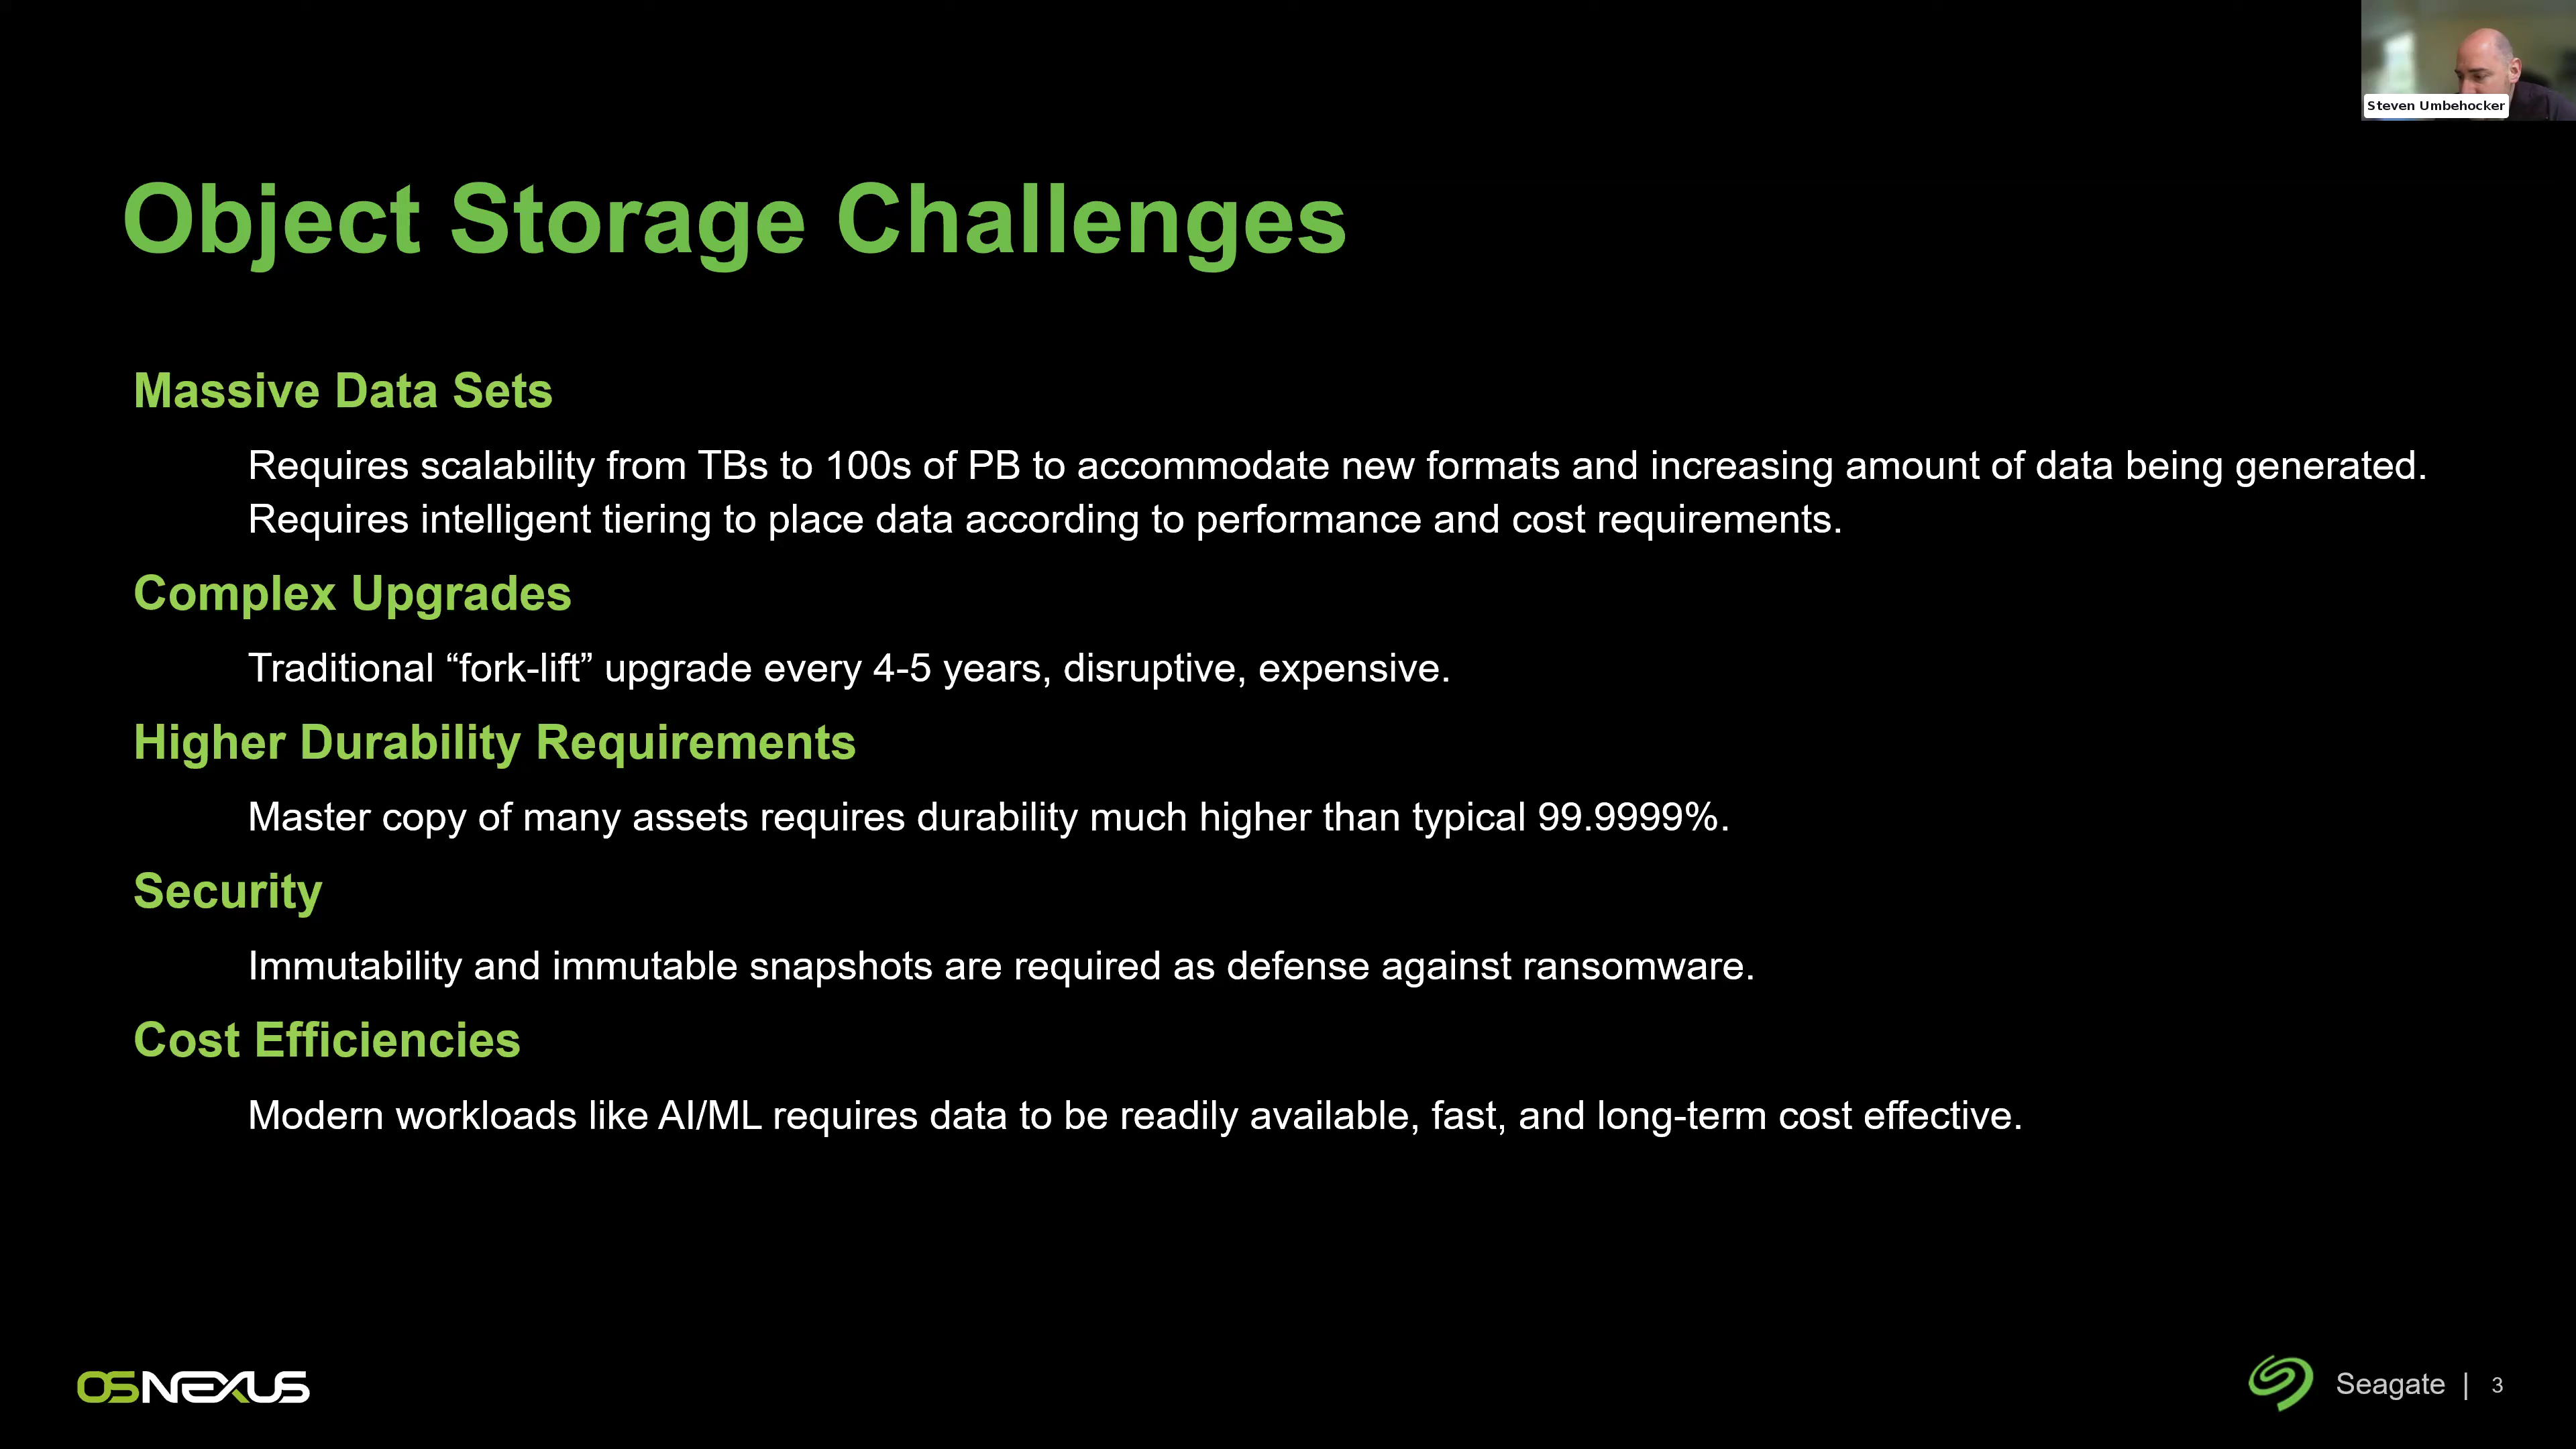 Steven Umbehocker
Object Storage Challenges
Massive Data Sets
Requires scalability from TBs to 100s of PB to accommodate new formats and increasing amount of data being generated.
Requires intelligent tiering to place data according to performance and cost requirements.
Complex Upgrades
Traditional “fork-lift” upgrade every 4-5 years, disruptive, expensive.
Higher Durability Requirements
Master copy of many assets requires durability much higher than typical 99.9999%.
Security
Immutability and immutable snapshots are required as defense against ransomware.
Cost Efficiencies
Modern workloads like AI/ML requires data to be readily available, fast, and long-term cost effective.
OSNEXUS
Seagate | 3